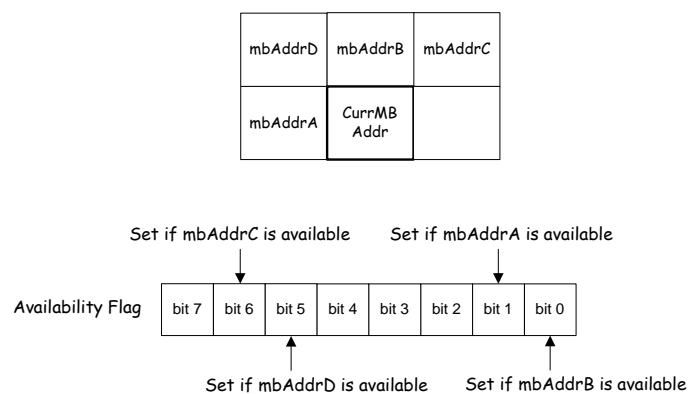 mbAddrD mbAddrB mbAddrC
mbAddrA CurrMB
Addr
Set if mbAddrC is available Set if mbAddrA is available
Availability Flag bit 7 bit 6 bit 5 bit 4 bit 3 bit 2 bit 1 bit 0
Set if mbAddrD is available Set if mbAddrB is available